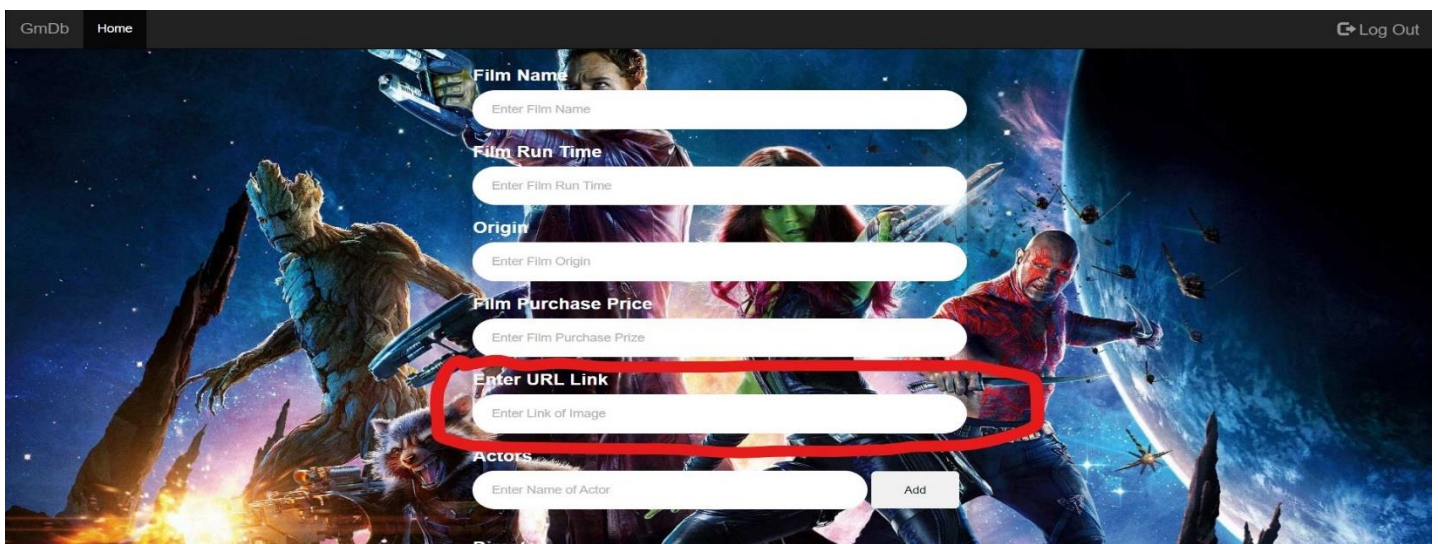 GmDb Home Log Out
Film Name
Enter Film Name
Film Run Time
Enter Film Run Time
Origin
Enter Film Origin
Film Purchase Price
Enter Film Purchase Prize
Enter URL Link
Enter Link of Image
Actors
Enter Name of Actor Add